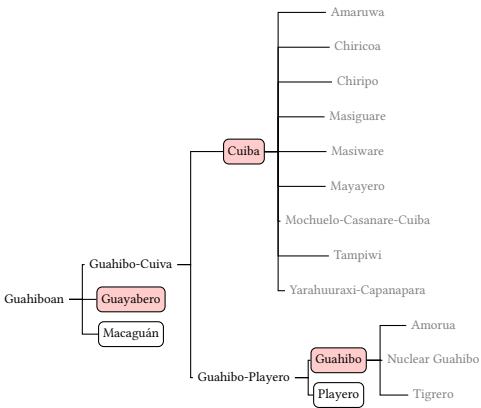 Amaruwa
Chiricoa
Chiripo
Masiguare
Cuiba
Masiware
Mayayero
Mochuelo-Casanare-Cuiba
Tampiwi
Guahibo-Cuiva
Yarahuuraxi-Capanapara
Guahiboan
Guayabero
Macaguán
Amorua
Guahibo
Nuclear Guahibo
Guahibo-Playero
Playero
Tigrero